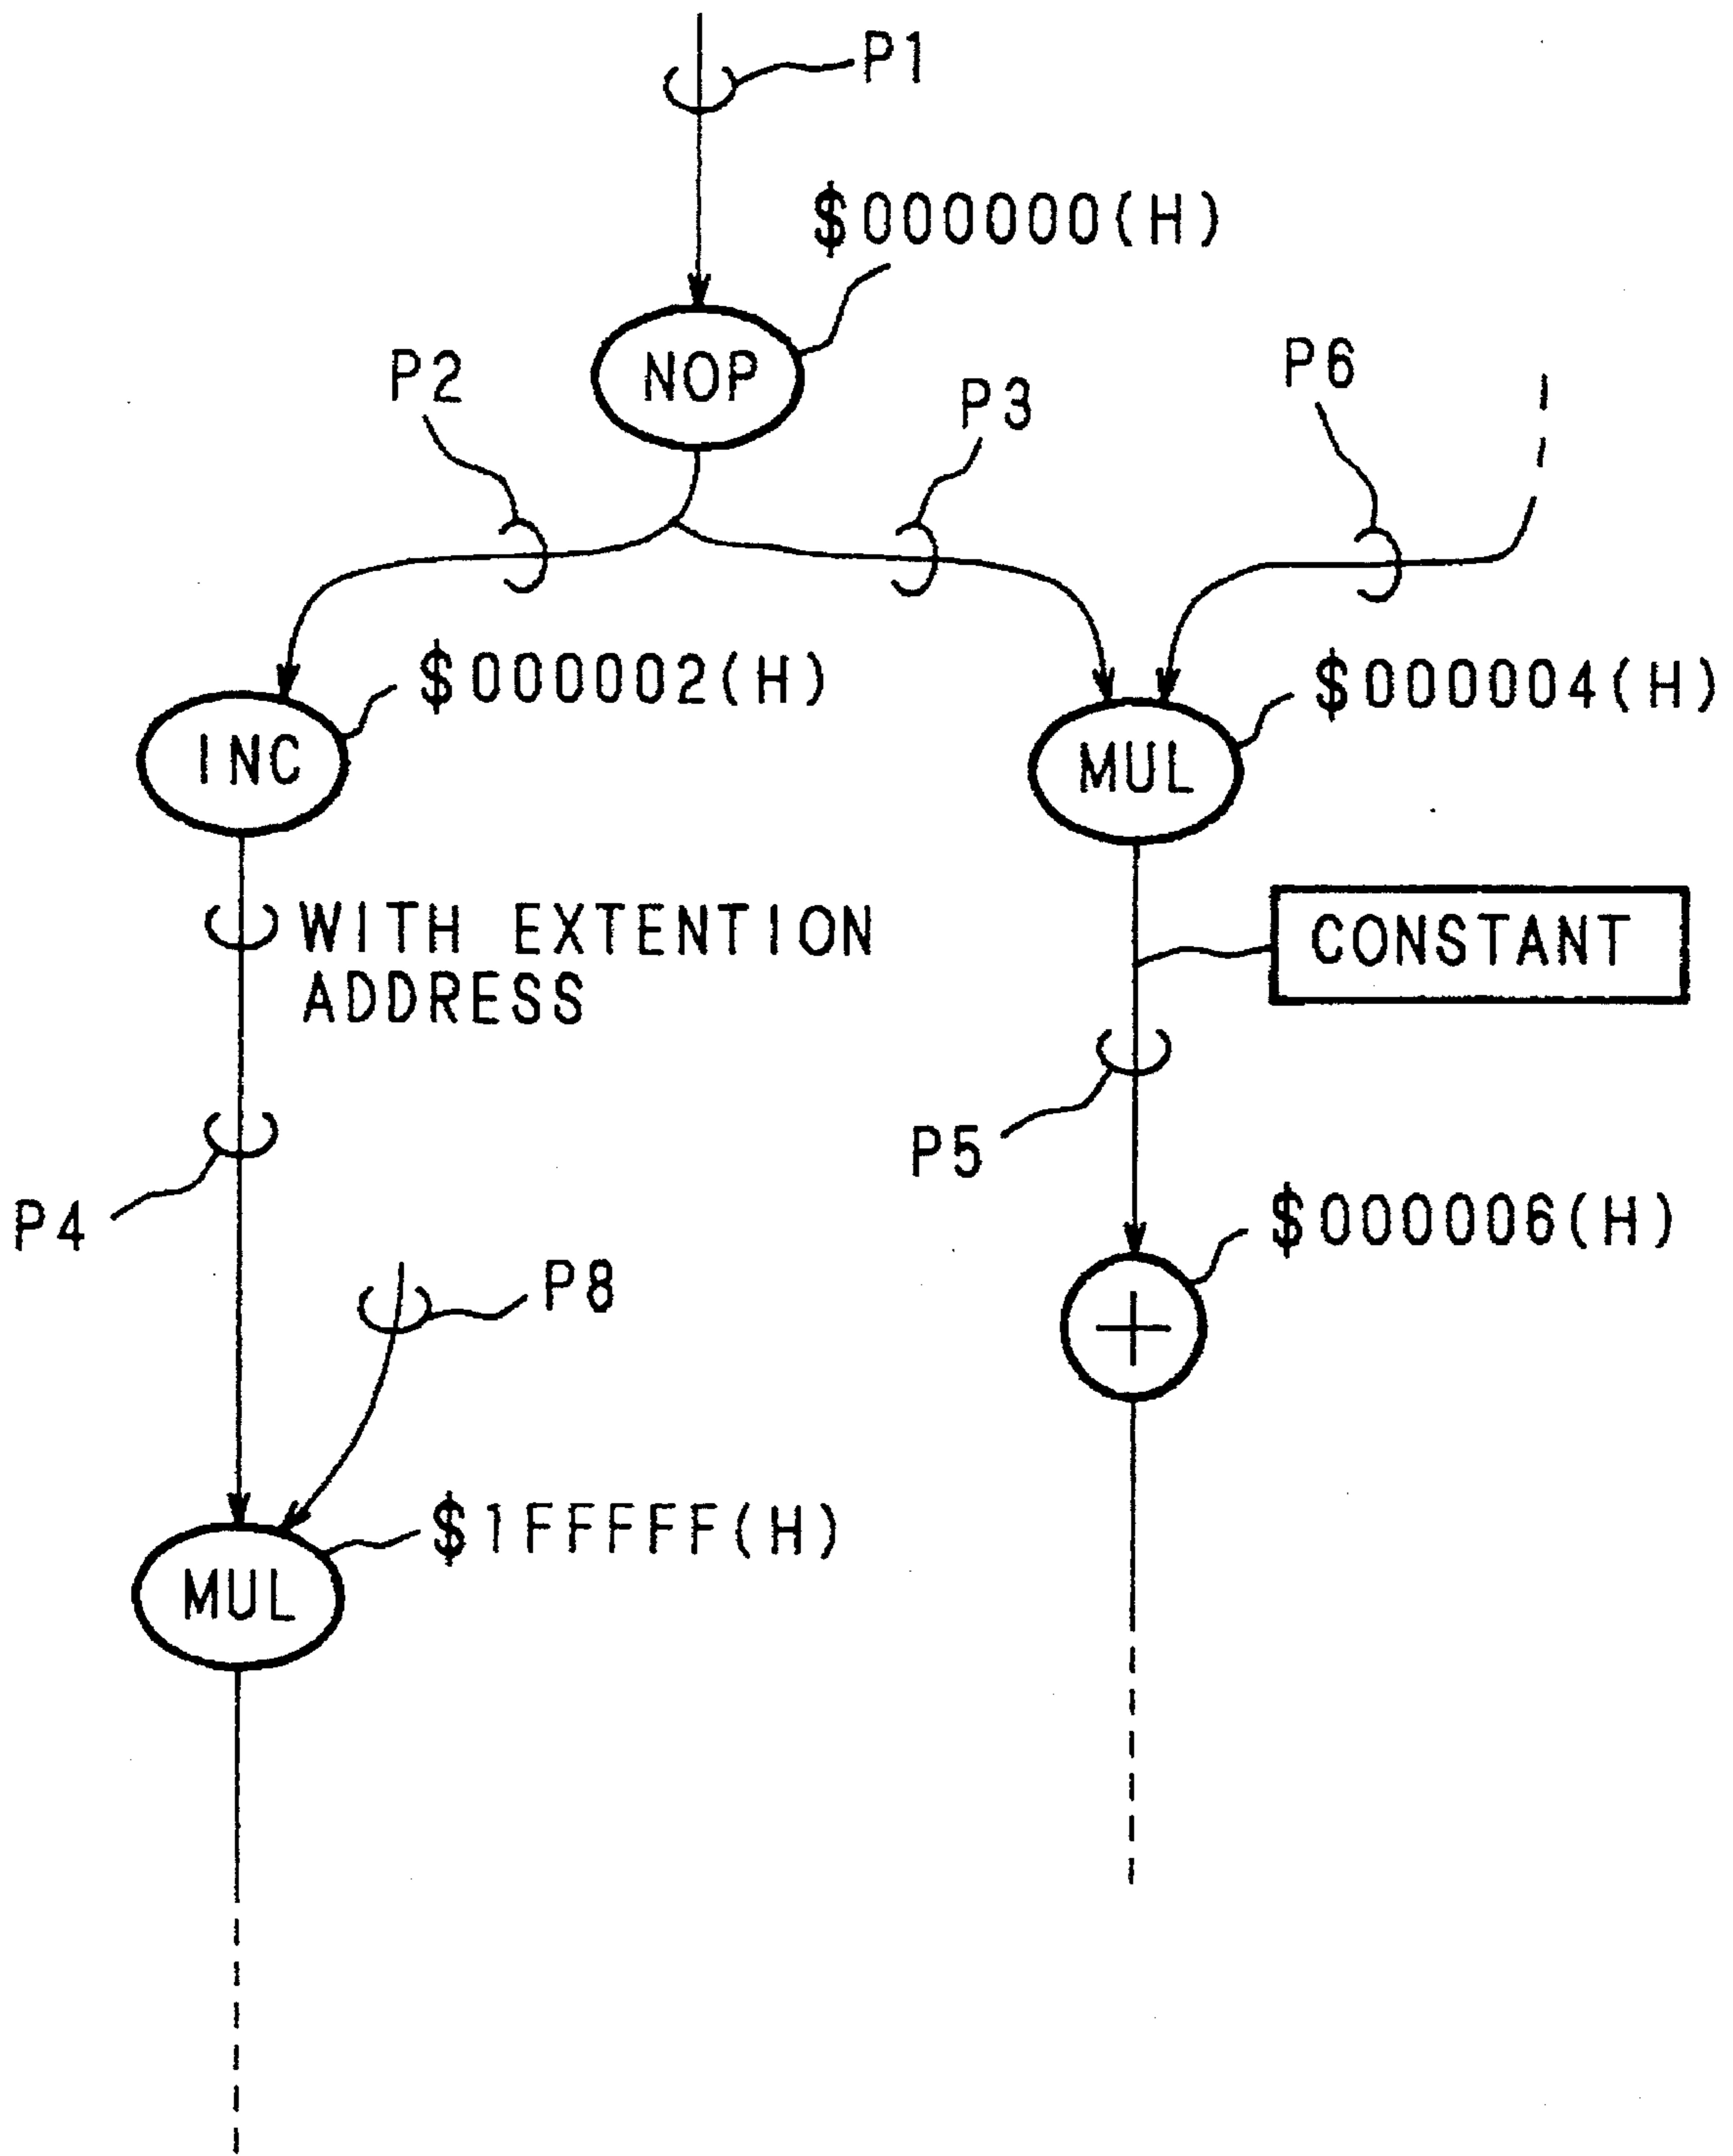 P1
$000000(H)
NOP
P2
P3
P6
$000002(H)
$000004(H)
INC
MUL
WITH EXTENTION
ADDRESS
CONSTANT
P5
P4
$000006(H)
P8
+
$1FFFFF(H)
MUL